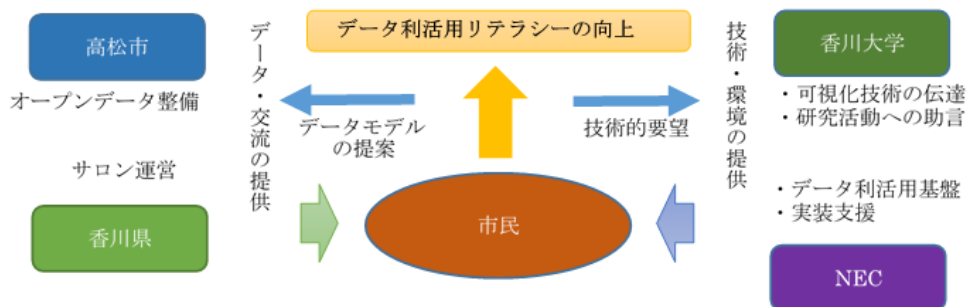 高松市
オープンデータ整備
サロン運営
香川県
データ・交流の提供
データ利活用リテラシーの向上
データモデル
の提案
技術的要望
市民
技術・環境の提供
香川大学
・可視化技術の伝達
・研究活動への助言
・データ利活用基盤
・実装支援
NEC